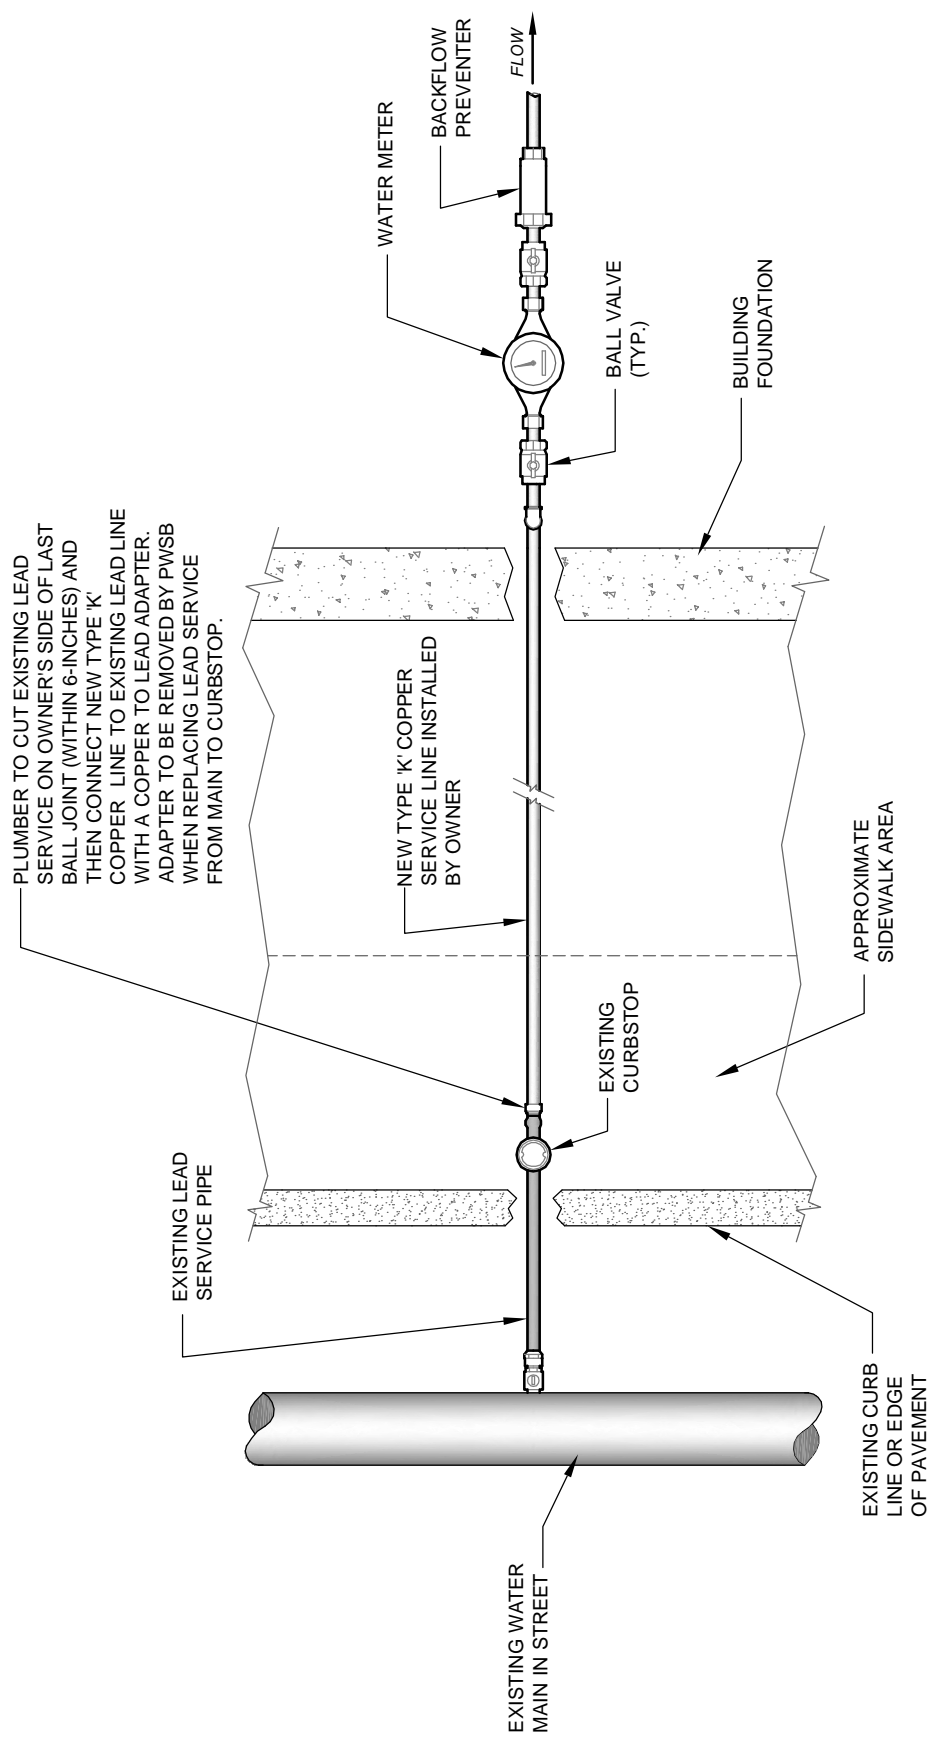 PLUMBER TO CUT EXISTING LEAD
SERVICE ON OWNER'S SIDE OF LAST
BALL JOINT (WITHIN 6-INCHES) AND
THEN CONNECT NEW TYPE 'K'
COPPER LINE TO EXISTING LEAD LINE
WITH A COPPER TO LEAD ADAPTER.
ADAPTER TO BE REMOVED BY PWSB
WHEN REPLACING LEAD SERVICE
FROM MAIN TO CURBSTOP.
EXISTING LEAD
SERVICE PIPE
NEW TYPE 'K' COPPER
SERVICE LINE INSTALLED
BY OWNER
WATER METER
BACKFLOW
PREVENTER
FLOW
EXISTING WATER
MAIN IN STREET
EXISTING
CURBSTOP
BALL VALVE
(TYP.)
BUILDING
FOUNDATION
APPROXIMATE
SIDEWALK AREA
EXISTING CURB
LINE OR EDGE
OF PAVEMENT